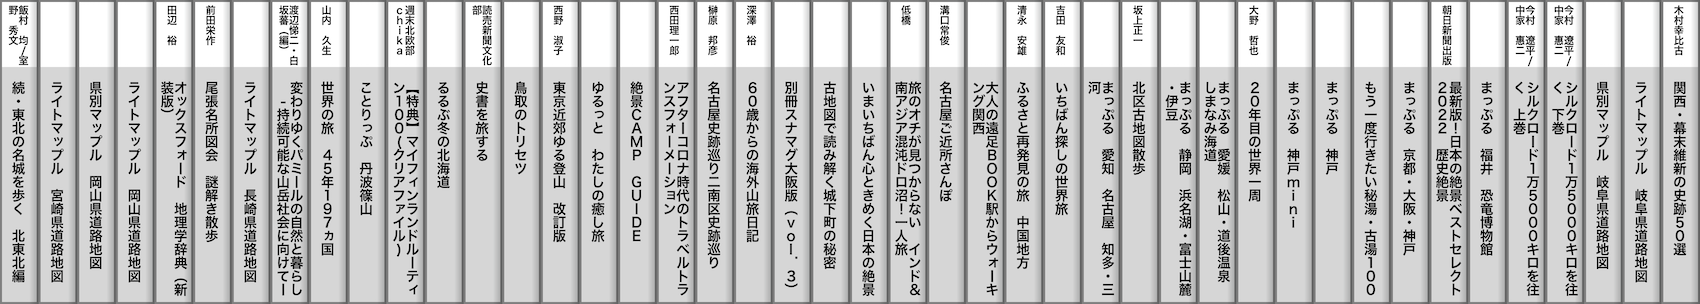 木村幸比古
関西・幕末維新の史跡50選
ライトマップル　岐阜県道路地図
県別マップル　岐阜県道路地図
今村　遼平/
中家　惠二
シルクロード1万5000キロを往
く　下巻
今村　遼平/
中家　惠二
シルクロード1万5000キロを往
く　上巻
まっぷる　福井　恐竜博物館
朝日新聞出版
最新版!日本の絶景ベストセレクト
2022　歴史絶景
まっぷる　京都・大阪・神戸
もう一度行きたい秘湯・古湯100
まっぷる　神戸
まっぷる　神戸mini
大野　哲也
20年目の世界一周
まっぷる　愛媛　松山・道後温泉
しまなみ海道
まっぷる　静岡　浜名湖・富士山麓
・伊豆
坂上正一
北区古地図散歩
まっぷる　愛知　名古屋　知多・三
河
吉田　友和
いちばん探しの世界旅
清永　安雄
ふるさと再発見の旅　中国地方
大人の遠足BOOK駅からウォーキ
ング関西
溝口常俊
名古屋ご近所さんぽ
低橋
旅のオチが見つからない　インド&
南アジア混沌ドロ沼!一人旅
いまいちばん心ときめく日本の絶景
古地図で読み解く城下町の秘密
別冊スナマグ大阪版(vol.3)
深澤　裕
60歳からの海外山旅日記
榊原　邦彦
名古屋史跡巡り二南区史跡巡り
西田理一郎
アフターコロナ時代のトラベルトラ
ンスフォーメーション
絶景CAMP　GUIDE
ゆるっと　わたしの癒し旅
西野　淑子
東京近郊ゆる登山　改訂版
鳥取のトリセツ
読売新聞文化
部
史書を旅する
るるぶ冬の北海道
週末北欧部
chika
【特典】マイフィンランドルーティ
ン100(クリアファイル)
ことりっぷ　丹波篠山
山内　久生
世界の旅　45年197ヵ国
渡辺悌二・白
坂蕃(編)
変わりゆくパミールの自然と暮らし
-持続可能な山岳社会に向けてー
ライトマップル　長崎県道路地図
前田栄作
尾張名所図会　謎解き散歩
田辺　裕
オックスフォード　地理学辞典(新
装版)
ライトマップル　岡山県道路地図
県別マップル　岡山県道路地図
ライトマップル　宮崎県道路地図
飯村　均/室
野　秀文
続・東北の名城を歩く　北東北編